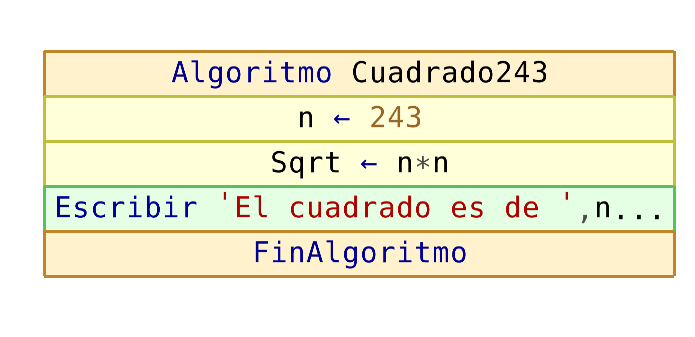 Algoritmo Cuadrado243
n ← 243
Sqrt ← n*n
Escribir 'El cuadrado es de ',n...
FinAlgoritmo